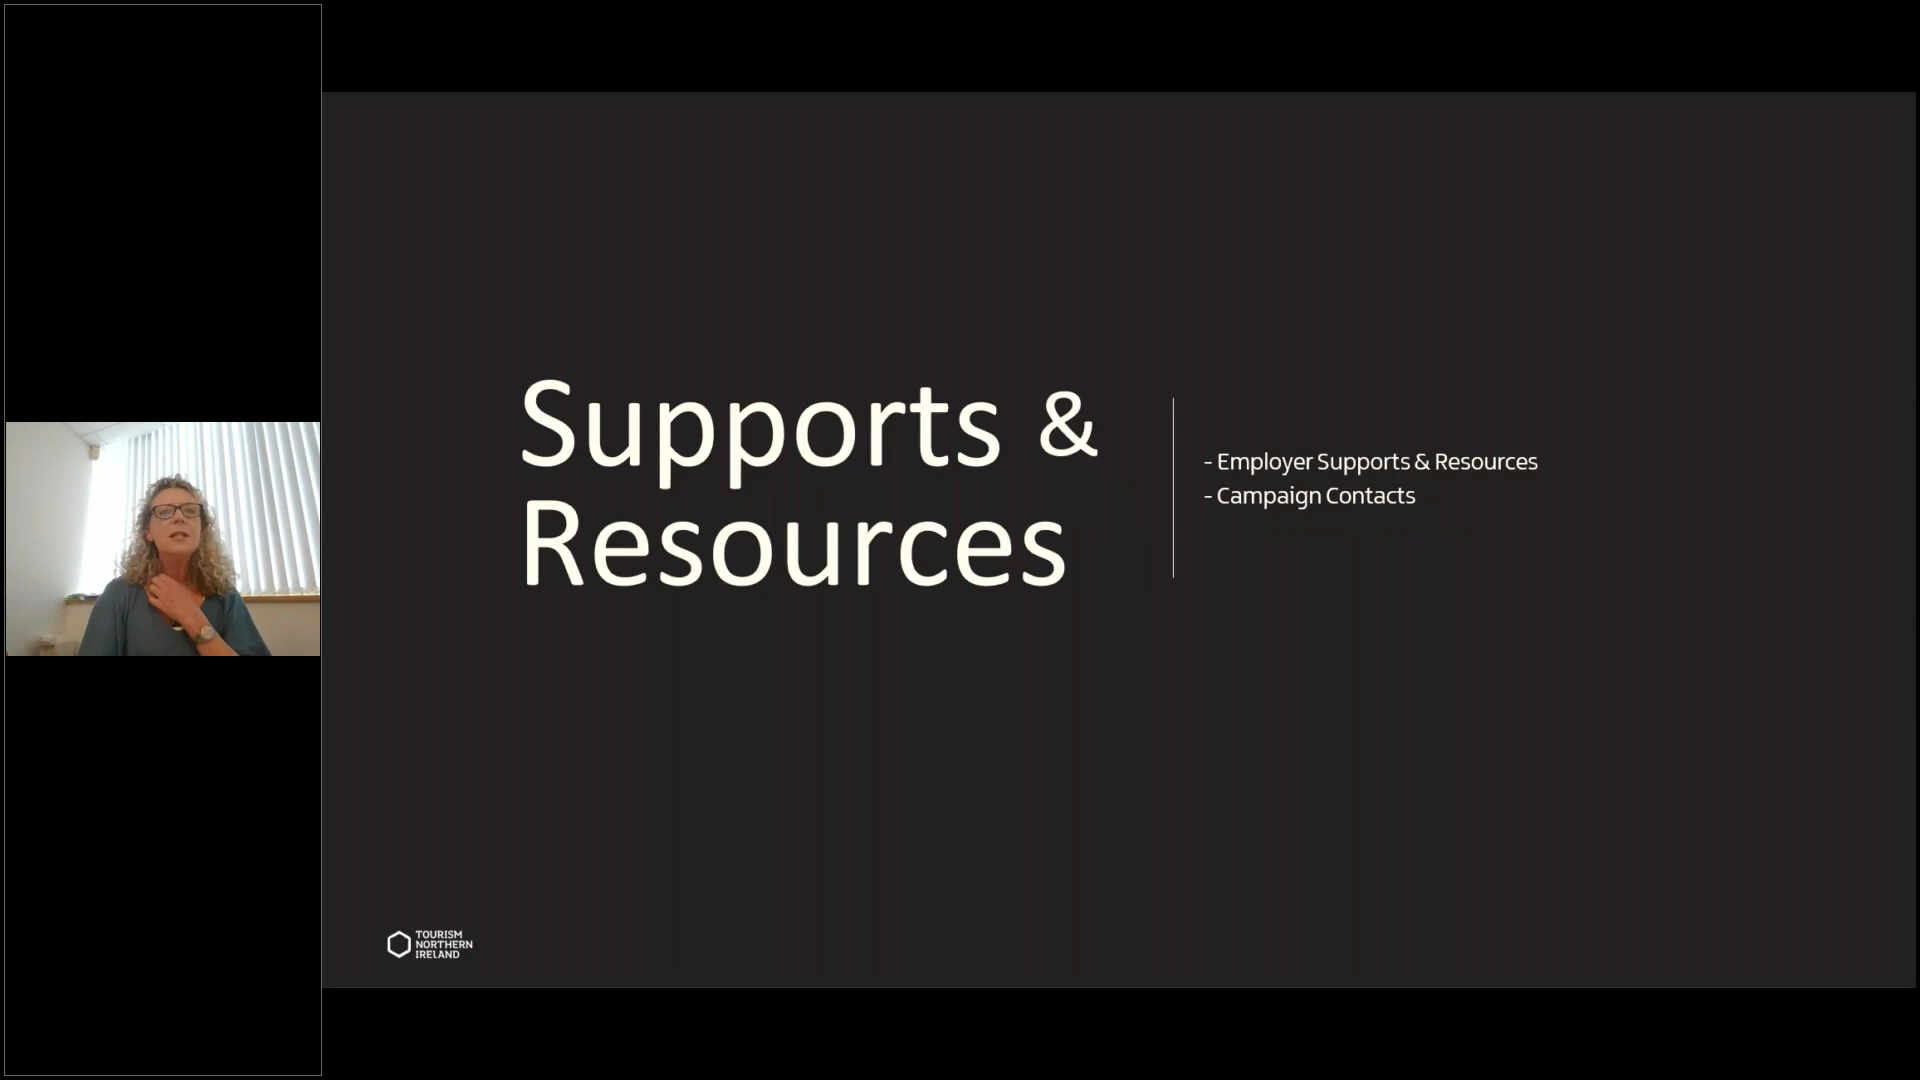 Supports &
Resources
- Employer Supports & Resources
- Campaign Contacts
TOURISM
NORTHERN
IRELAND